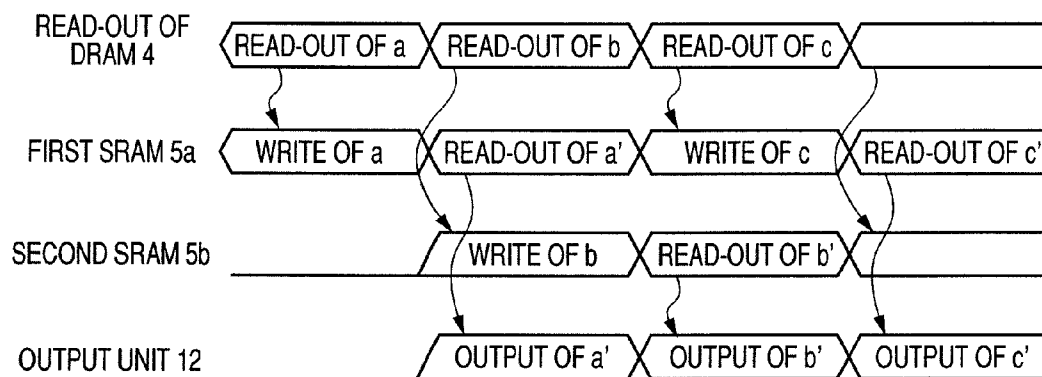 READ-OUT OF
DRAM 4
READ-OUT OF a
READ-OUT OF b
READ-OUT OF c
FIRST SRAM 5a
WRITE OF a
READ-OUT OF a'
WRITE OF c
READ-OUT OF c'
SECOND SRAM 5b
WRITE OF b
READ-OUT OF b'
OUTPUT UNIT 12
OUTPUT OF a'
OUTPUT OF b'
OUTPUT OF c'